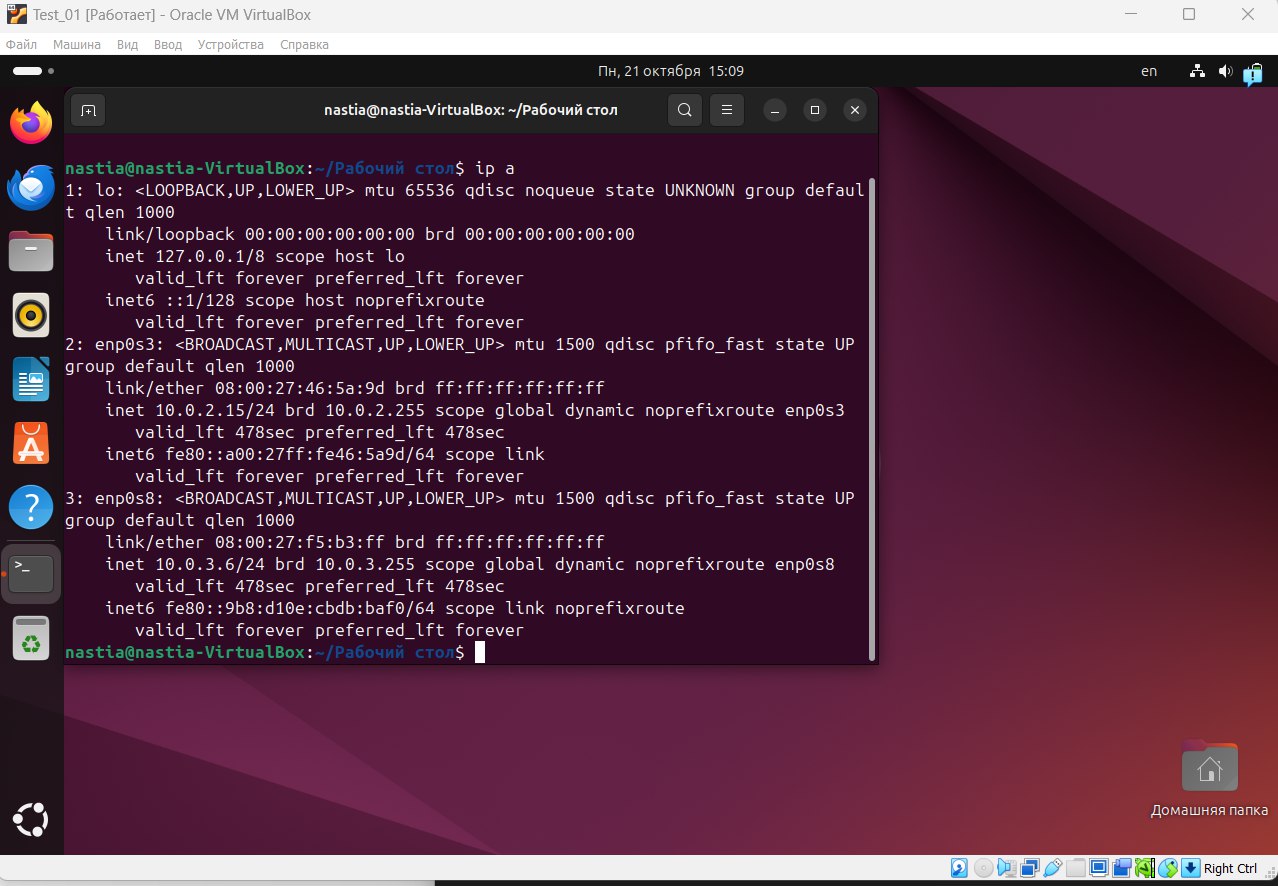 Test_01 [Работает] - Oracle VM VirtualBox
Файл Машина Вид Ввод Устройства Справка
Пн, 21 октября 15:09
en
nastia@nastia-VirtualBox: ~/Рабочий стол
nastia@nastia-VirtualBox:~/Рабочий стол$ ip a
1: lo: <LOOPBACK,UP,LOWER_UP> mtu 65536 qdisc noqueue state UNKNOWN group defaul
t qlen 1000
link/loopback 00:00:00:00:00:00 brd 00:00:00:00:00:00
inet 127.0.0.1/8 scope host lo
valid_lft forever preferred_lft forever
inet6 ::1/128 scope host noprefixroute
valid_lft forever preferred_lft forever
2: enp0s3: <BROADCAST,MULTICAST,UP,LOWER_UP> mtu 1500 qdisc pfifo_fast state UP
group default qlen 1000
link/ether 08:00:27:46:5a:9d brd ff:ff:ff:ff:ff:ff
inet 10.0.2.15/24 brd 10.0.2.255 scope global dynamic noprefixroute enp0s3
valid_lft 478sec preferred_lft 478sec
inet6 fe80::a00:27ff:fe46:5a9d/64 scope link
valid_lft forever preferred_lft forever
3: enp0s8: <BROADCAST,MULTICAST,UP,LOWER_UP> mtu 1500 qdisc pfifo_fast state UP
group default qlen 1000
link/ether 08:00:27:f5:b3:ff brd ff:ff:ff:ff:ff:ff
inet 10.0.3.6/24 brd 10.0.3.255 scope global dynamic noprefixroute enp0s8
valid_lft 478sec preferred_lft 478sec
inet6 fe80::9b8:d10e:cbdb:baf0/64 scope link noprefixroute
valid_lft forever preferred_lft forever
nastia@nastia-VirtualBox:~/Рабочий стол$
Домашняя папка
Right Ctrl